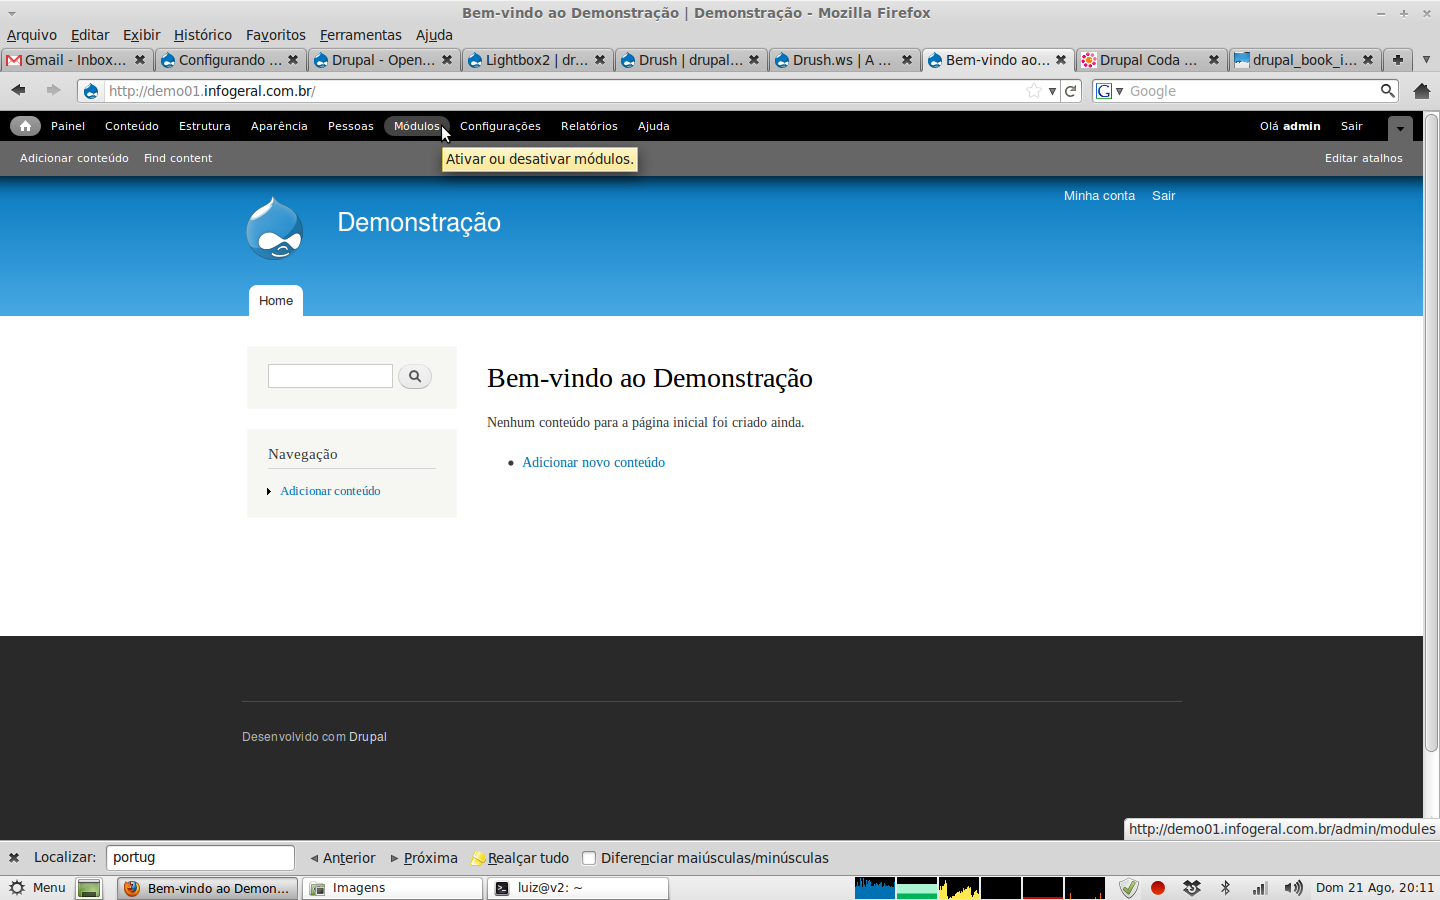 Bem-vindo ao Demonstração | Demonstração - Mozilla Firefox
Arquivo Editar Exibir Histórico Favoritos Ferramentas Ajuda
Gmail - Inbox... Configurando ... Drupal - Open... Lightbox2 | dr... Drush | drupal... Drush.ws | A ... Bem-vindo ao... Drupal Coda ... drupal_book_i...
http://demo01.infogeral.com.br/ Google
Painel Conteúdo Estrutura Aparência Pessoas Módulos Configurações Relatórios Ajuda Olá admin Sair
Adicionar conteúdo Find content Ativar ou desativar módulos. Editar atalhos
Minha conta Sair
Demonstração
Home
Bem-vindo ao Demonstração
Nenhum conteúdo para a página inicial foi criado ainda.
Adicionar novo conteúdo
Navegação
Adicionar conteúdo
Desenvolvido com Drupal
http://demo01.infogeral.com.br/admin/modules
Localizar: portug Anterior Próxima Realçar tudo Diferenciar maiúsculas/minúsculas
Menu Bem-vindo ao Demon... Imagens luiz@v2: ~ Dom 21 Ago, 20:11